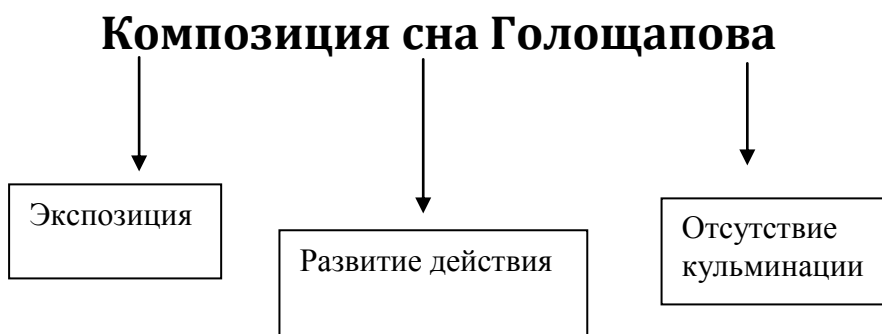 Композиция сна Голощапова
Экспозиция
Развитие действия
Отсутствие
кульминации